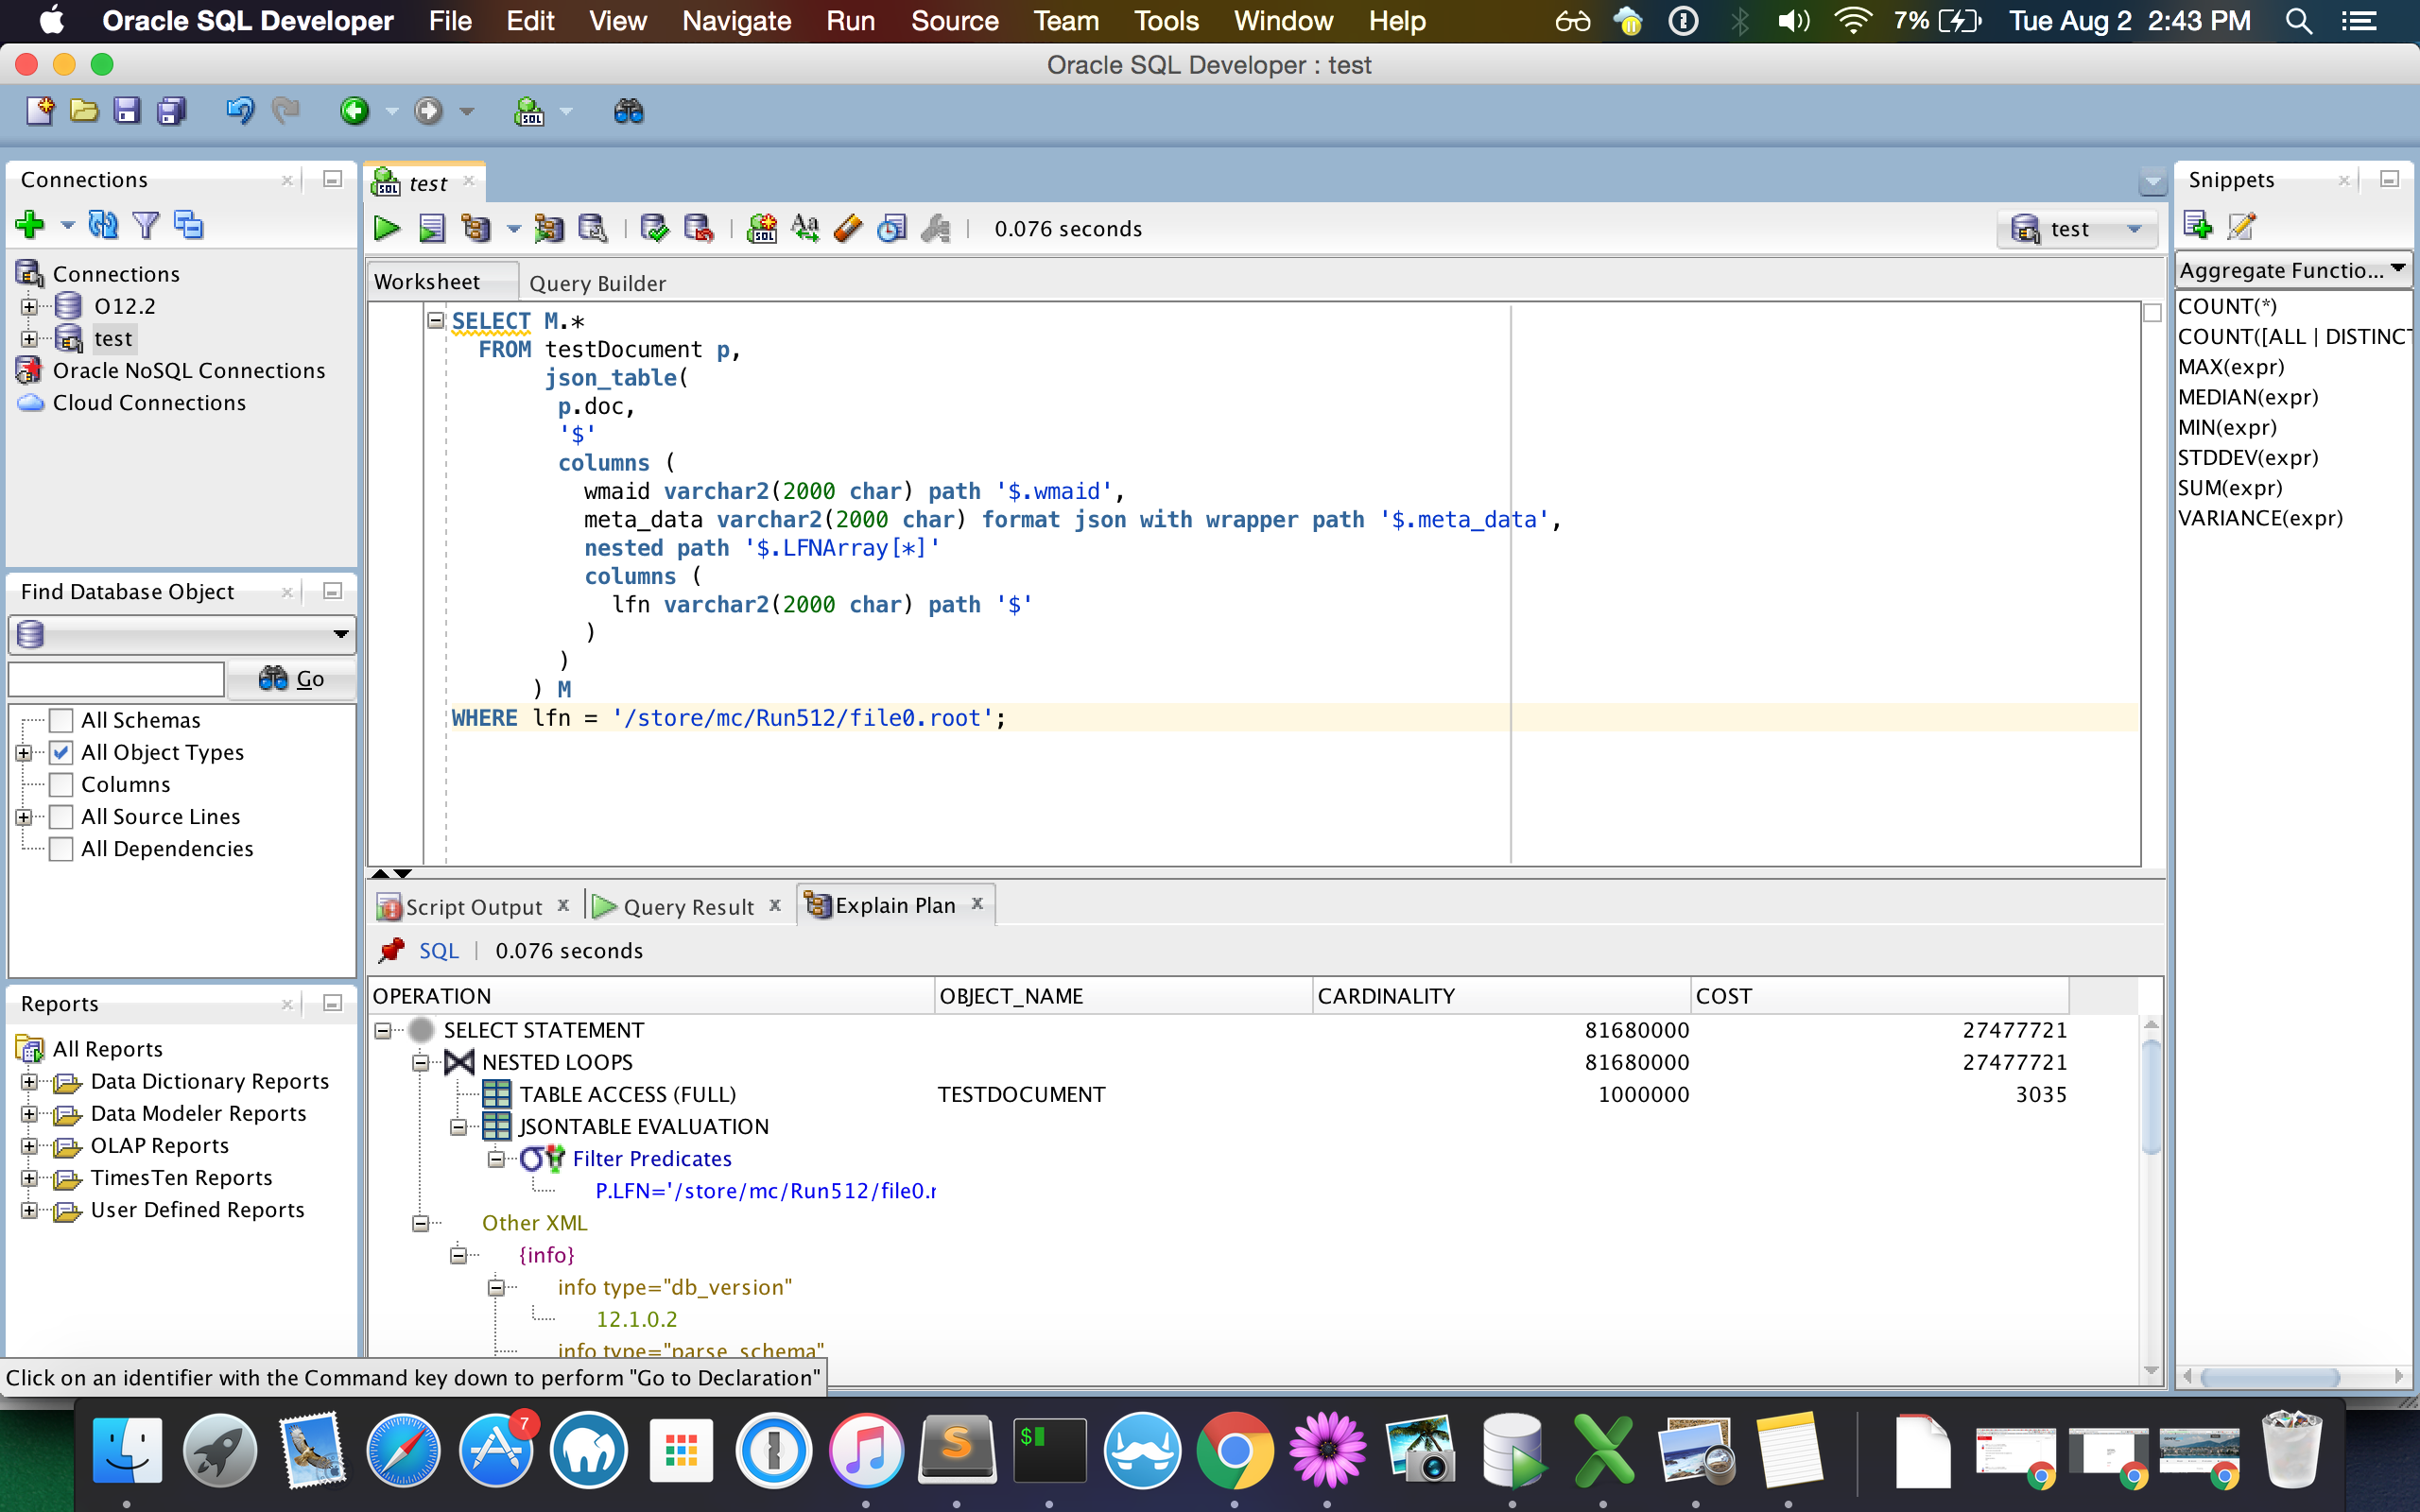 Oracle SQL Developer File Edit View Navigate Run Source Team Tools Window Help 7% Tue Aug 2 2:43 PM
Oracle SQL Developer : test
Connections
Connections
O12.2
test
Oracle NoSQL Connections
Cloud Connections
Find Database Object
Go
All Schemas
All Object Types
Columns
All Source Lines
All Dependencies
Reports
All Reports
Data Dictionary Reports
Data Modeler Reports
OLAP Reports
TimesTen Reports
User Defined Reports
test
0.076 seconds
test
Worksheet Query Builder
SELECT M.*
FROM testDocument p,
json_table(
p.doc,
'$'
columns (
wmaid varchar2(2000 char) path '$.wmaid',
meta_data varchar2(2000 char) format json with wrapper path '$.meta_data',
nested path '$.LFNArray[*]'
columns (
lfn varchar2(2000 char) path '$'
)
)
) M
WHERE lfn = '/store/mc/Run512/file0.root';
Script Output Query Result Explain Plan
SQL 0.076 seconds
OPERATION OBJECT_NAME CARDINALITY COST
SELECT STATEMENT 81680000 27477721
NESTED LOOPS 81680000 27477721
TABLE ACCESS (FULL) TESTDOCUMENT 1000000 3035
JSONTABLE EVALUATION
Filter Predicates
P.LFN='/store/mc/Run512/file0.r
Other XML
{info}
info type="db_version"
12.1.0.2
info type="parse_schema"
Click on an identifier with the Command key down to perform "Go to Declaration"
Snippets
Aggregate Functio...
COUNT(*)
COUNT([ALL | DISTINCT
MAX(expr)
MEDIAN(expr)
MIN(expr)
STDDEV(expr)
SUM(expr)
VARIANCE(expr)
7
S
$